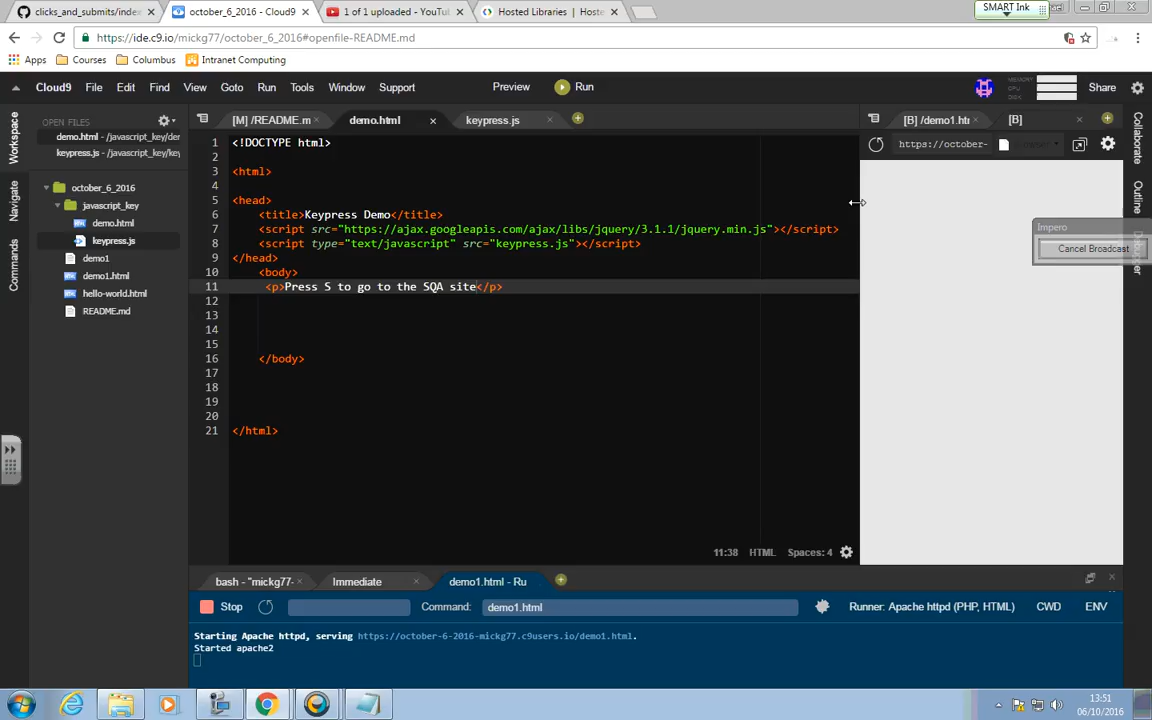 clicks_and_submits/index
october_6_2016 - Cloud9
1 of 1 uploaded - YouTu
Hosted Libraries | Hoste
SMART Ink
https://ide.c9.io/mickg77/october_6_2016#openfile-README.md
Apps Courses Columbus Intranet Computing
Cloud9 File Edit Find View Goto Run Tools Window Support Preview Run MEMORY CPU DISK Share
Workspace
Navigate
Commands
OPEN FILES
demo.html - /javascript_key/der
keypress.js - /javascript_key/key
october_6_2016
javascript_key
demo.html
keypress.js
demo1
demo1.html
hello-world.html
README.md
[M] /README.m demo.html keypress.js
1 <!DOCTYPE html>
2
3 <html>
4
5 <head>
6 <title>Keypress Demo</title>
7 <script src="https://ajax.googleapis.com/ajax/libs/jquery/3.1.1/jquery.min.js"></script>
8 <script type="text/javascript" src="keypress.js"></script>
9 </head>
10 <body>
11 <p>Press S to go to the SQA site</p>
12
13
14
15
16 </body>
17
18
19
20
21 </html>
11:38 HTML Spaces: 4
[B] /demo1.ht [B]
https://october-
Collaborate
Outline
Debugger
Impero
Cancel Broadcast
bash - "mickg77- Immediate demo1.html - Ru
Stop Command: demo1.html Runner: Apache httpd (PHP, HTML) CWD ENV
Starting Apache httpd, serving https://october-6-2016-mickg77.c9users.io/demo1.html.
Started apache2
13:51
06/10/2016